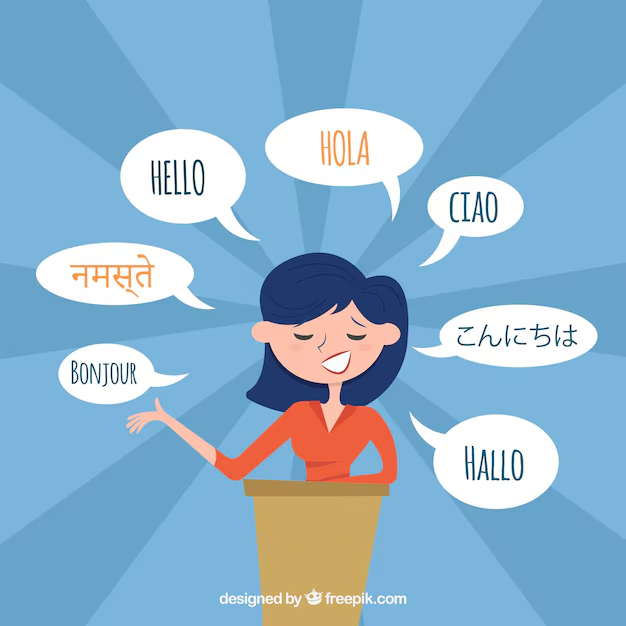 HOLA
HELLO
CIAO
नमस्ते
こんにちは
BONJOUR
HALLO
designed by freepik.com